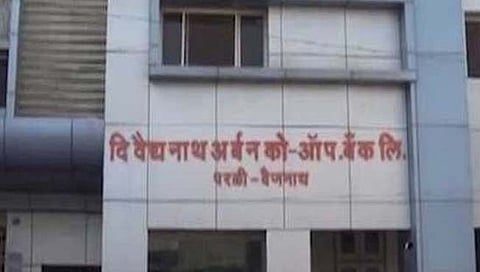 दि वैद्यनाथ अर्बन को-ऑप. बँक लि.
परळी-वैजनाथ